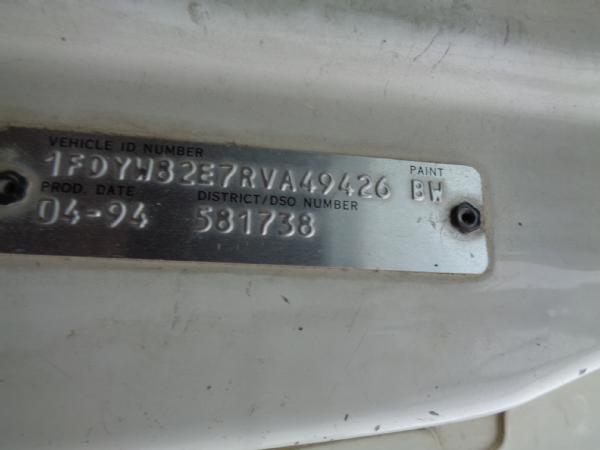 VEHICLE ID NUMBER PAINT
1FDYW82E7RVA49426 BW
PROD. DATE DISTRICT/DSO NUMBER
04-94 581738